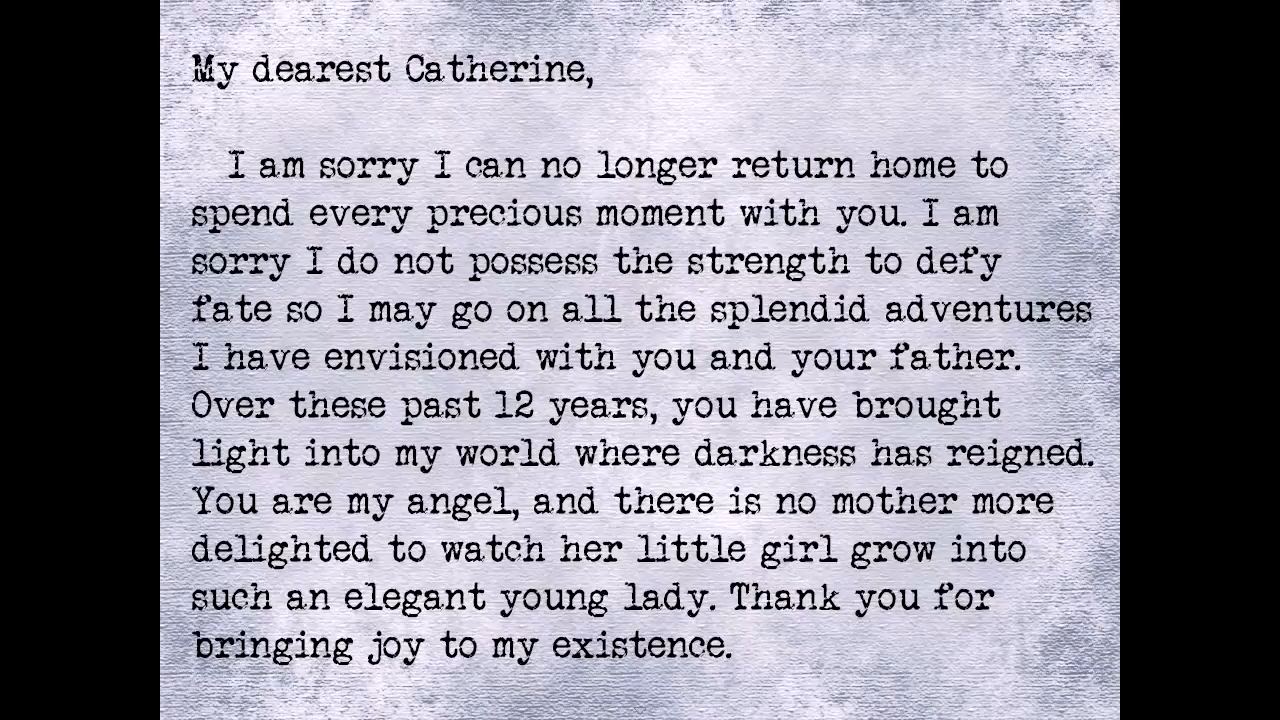 My dearest Catherine,
I am sorry I can no longer return home to
spend every precious moment with you. I am
sorry I do not possess the strength to defy
fate so I may go on all the splendid adventures
I have envisioned with you and your father.
Over these past 12 years, you have brought
light into my world where darkness has reigned.
You are my angel, and there is no mother more
delighted to watch her little girl grow into
such an elegant young lady. Thank you for
bringing joy to my existence.